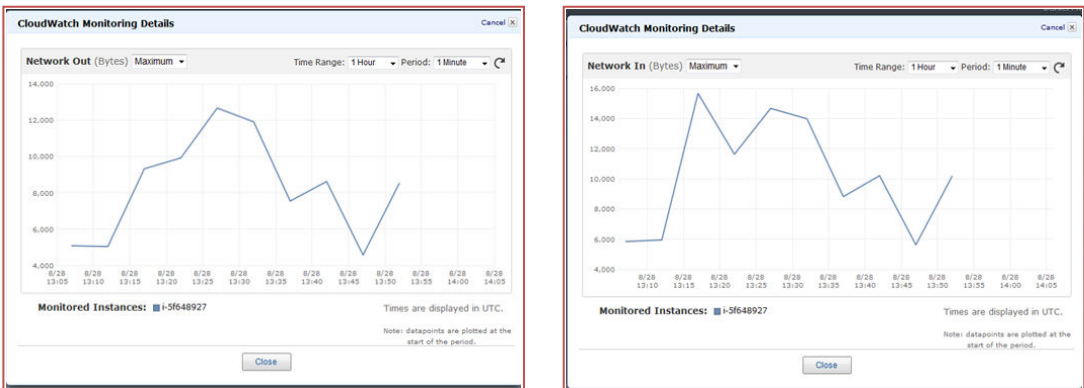 CloudWatch Monitoring Details
Cancel
Network Out (Bytes) Maximum Time Range: 1 Hour Period: 1 Minute
14,000
12,000
10,000
8,000
6,000
4,000
8/28 8/28 8/28 8/28 8/28 8/28 8/28 8/28 8/28 8/28 8/28 8/28 8/28
13:05 13:10 13:15 13:20 13:25 13:30 13:35 13:40 13:45 13:50 13:55 14:00 14:05
Monitored Instances: i-5f648927
Times are displayed in UTC.
Note: datapoints are plotted at the
start of the period.
Close
CloudWatch Monitoring Details
Cancel
Network In (Bytes) Maximum Time Range: 1 Hour Period: 1 Minute
16,000
14,000
12,000
10,000
8,000
6,000
4,000
8/28 8/28 8/28 8/28 8/28 8/28 8/28 8/28 8/28 8/28 8/28 8/28
13:10 13:15 13:20 13:25 13:30 13:35 13:40 13:45 13:50 13:55 14:00 14:05
Monitored Instances: i-5f648927
Times are displayed in UTC.
Note: datapoints are plotted at the
start of the period.
Close